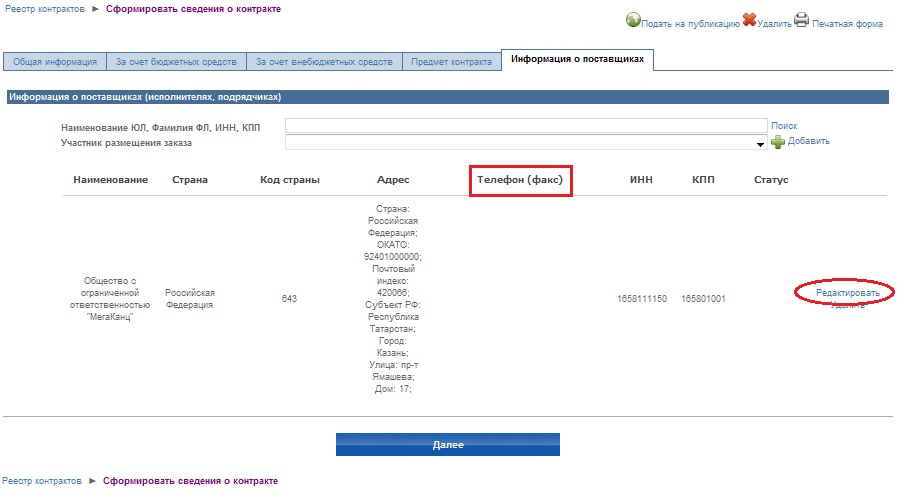 Реестр контрактов ► Сформировать сведения о контракте
Подать на публикацию Удалить Печатная форма
Общая информация За счет бюджетных средств За счет внебюджетных средств Предмет контракта Информация о поставщиках
Информация о поставщиках (исполнителях, подрядчиках)
Наименование ЮЛ, Фамилия ФЛ, ИНН, КПП Поиск
Участник размещения заказа Добавить
Наименование Страна Код страны Адрес Телефон (факс) ИНН КПП Статус
Общество с
ограниченной
ответственностью
"МегаКанц"
Российская
Федерация
643
Страна:
Российская
Федерация;
ОКАТО:
92401000000;
Почтовый
индекс:
420066;
Субъект РФ:
Республика
Татарстан;
Город:
Казань;
Улица: пр-т
Ямашева;
Дом: 17;
1658111150 165801001
Редактировать
Удалить
Далее
Реестр контрактов ► Сформировать сведения о контракте